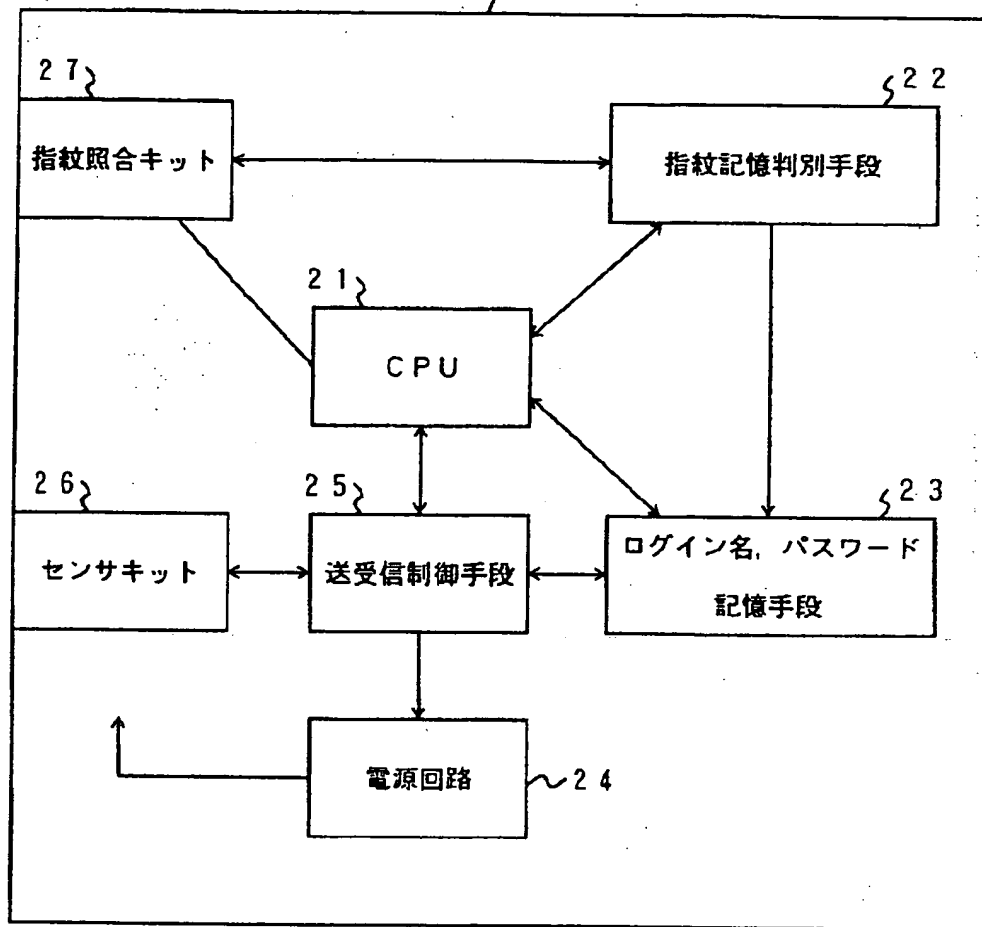 27
22
指紋照合キット
指紋記憶判別手段
21
CPU
26
25
23
センサキット
送受信制御手段
ログイン名, パスワード
記憶手段
電源回路
24